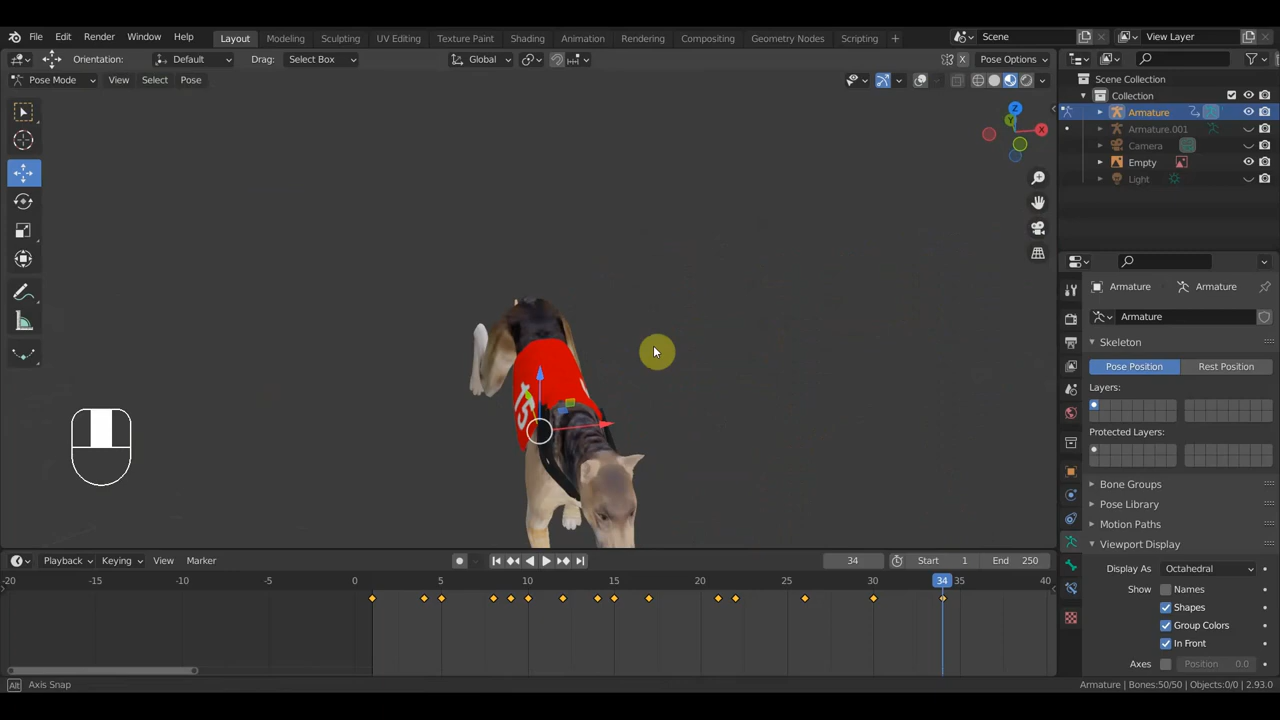 File Edit Render Window Help Layout Modeling Sculpting UV Editing Texture Paint Shading Animation Rendering Compositing Geometry Nodes Scripting + Scene View Layer
Orientation: Default Drag: Select Box Global X Pose Options
Pose Mode View Select Pose
Scene Collection
Collection
Armature
Armature.001
Camera
Empty
Light
X
Y
Z
15
Armature Armature
Armature
Skeleton
Pose Position Rest Position
Layers:
Protected Layers:
Bone Groups
Pose Library
Motion Paths
Viewport Display
Display As Octahedral
Show Names
Shapes
Group Colors
In Front
Axes Position 0.0
Playback Keying View Marker 34 Start 1 End 250
-20 -15 -10 -5 0 5 10 15 20 25 30 34 35 40
Alt Axis Snap Armature | Bones:50/50 | Objects:0/0 | 2.93.0